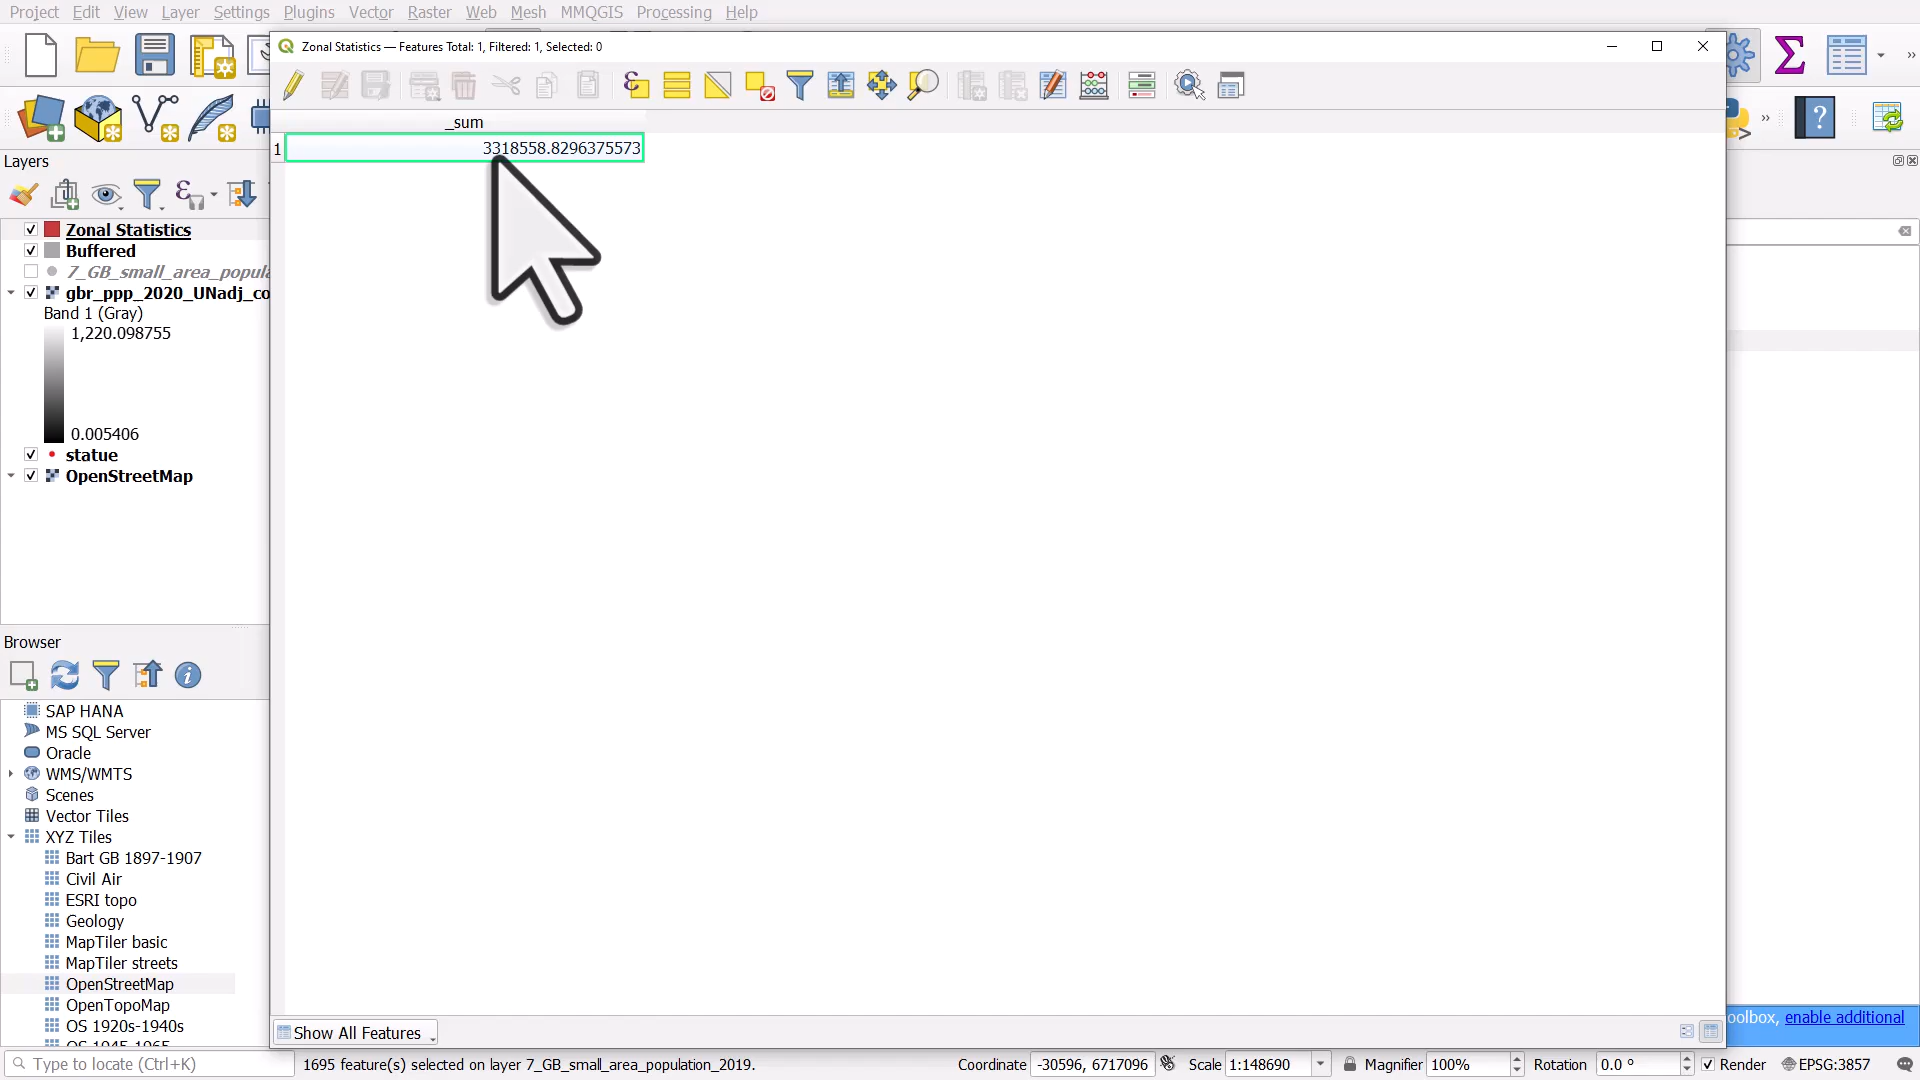 Project Edit View Layer Settings Plugins Vector Raster Web Mesh MMQGIS Processing Help
Zonal Statistics — Features Total: 1, Filtered: 1, Selected: 0
_sum
1 3318558.8296375573
Layers
Zonal Statistics
Buffered
7_GB_small_area_popula
gbr_ppp_2020_UNadj_co
Band 1 (Gray)
1,220.098755
0.005406
statue
OpenStreetMap
Browser
SAP HANA
MS SQL Server
Oracle
WMS/WMTS
Scenes
Vector Tiles
XYZ Tiles
Bart GB 1897-1907
Civil Air
ESRI topo
Geology
MapTiler basic
MapTiler streets
OpenStreetMap
OpenTopoMap
OS 1920s-1940s
OS 1945-1965
Show All Features
oolbox, enable additional
Type to locate (Ctrl+K) 1695 feature(s) selected on layer 7_GB_small_area_population_2019. Coordinate -30596, 6717096 Scale 1:148690 Magnifier 100% Rotation 0.0 ° Render EPSG:3857